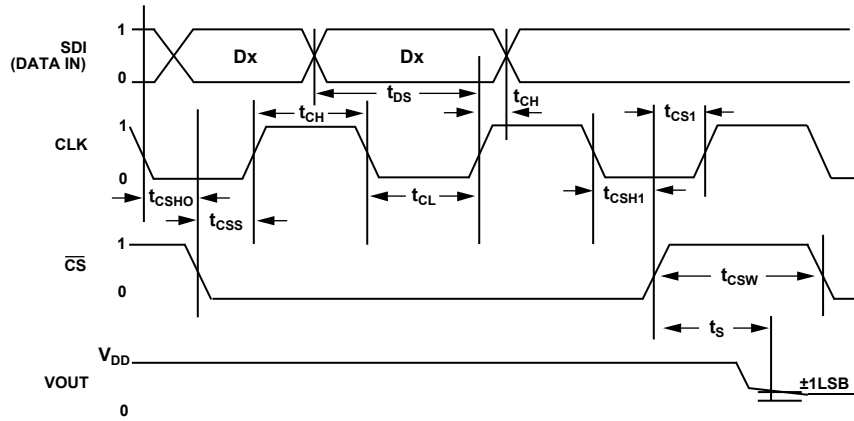 1
SDI
(DATA IN)
Dx
Dx
0
tDS
tCH
tCH
tCS1
1
CLK
0
tCSHO
tCSS
tCL
tCSH1
1
CS
0
tCSW
tS
VDD
VOUT
±1LSB
0